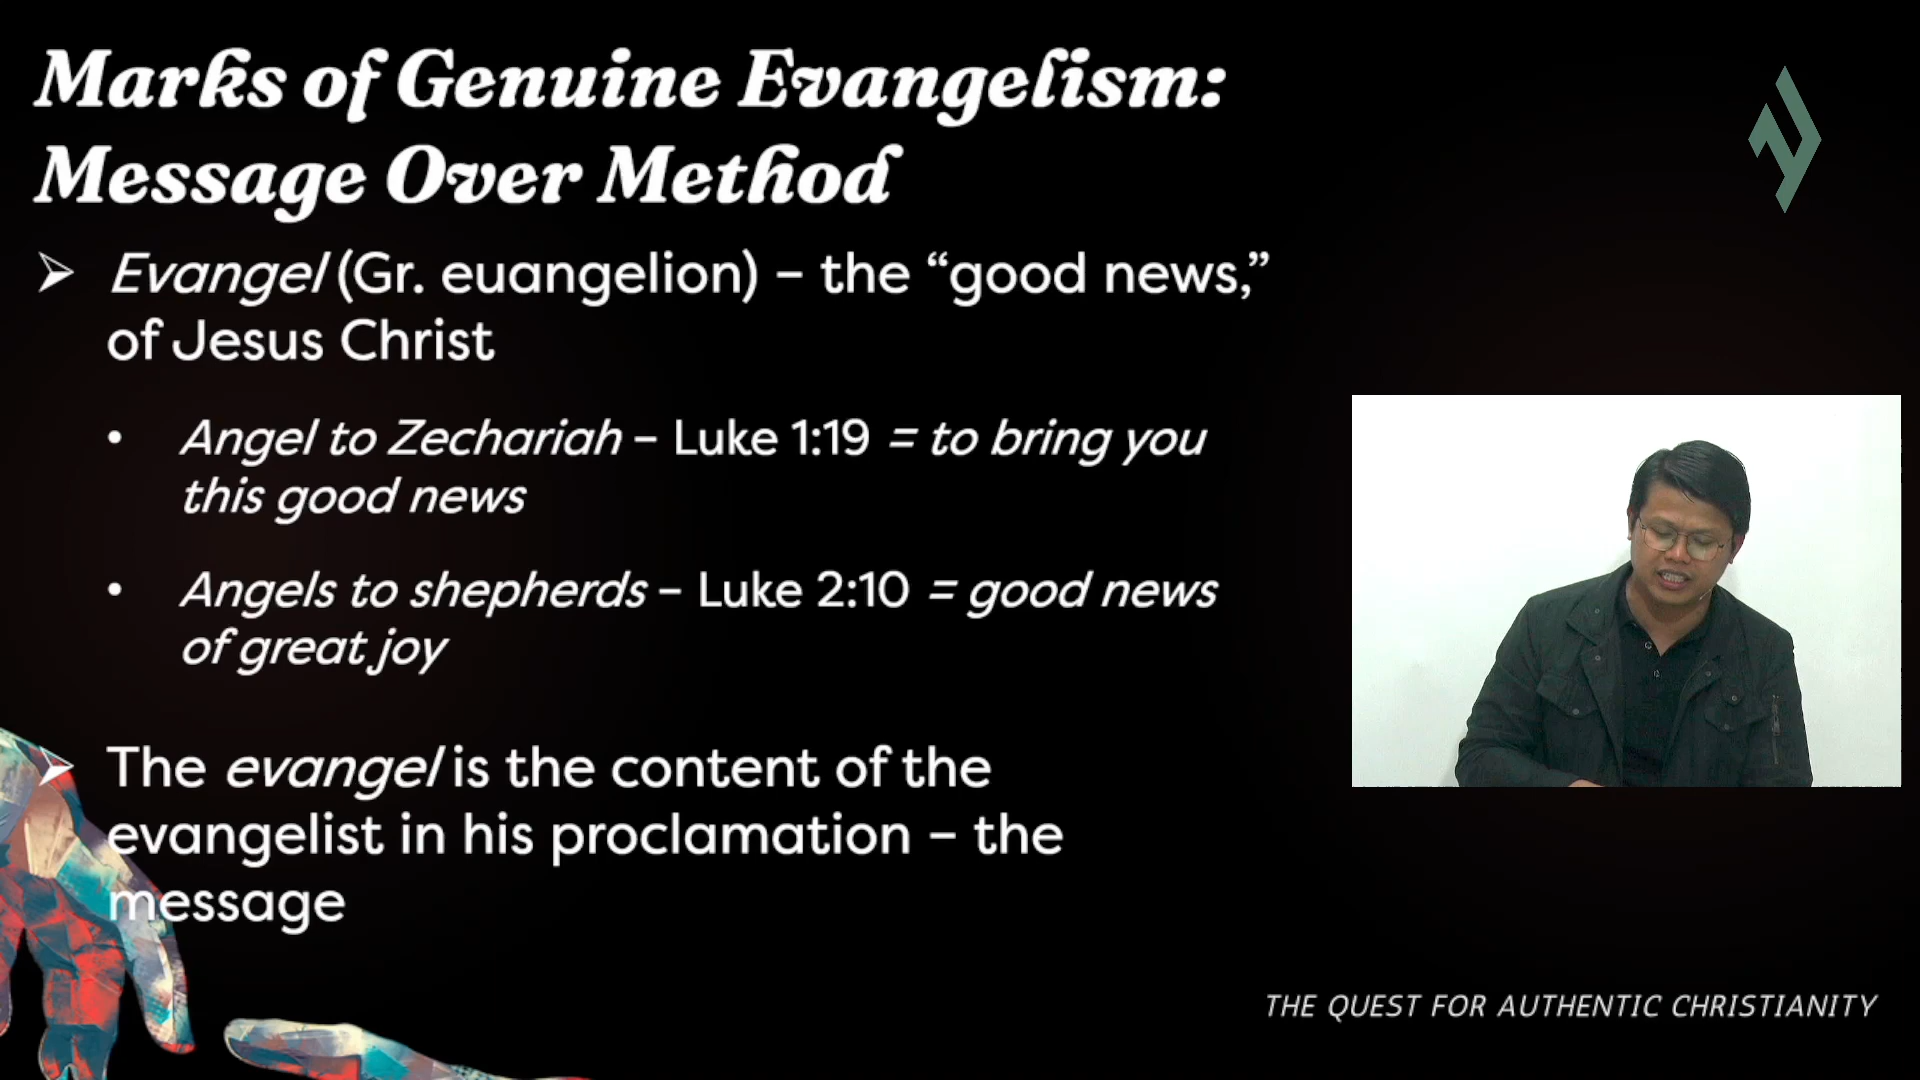 Marks of Genuine Evangelism:
Message Over Method
➤ Evangel (Gr. euangelion) – the “good news,”
of Jesus Christ
• Angel to Zechariah – Luke 1:19 = to bring you
this good news
• Angels to shepherds – Luke 2:10 = good news
of great joy
➤ The evangel is the content of the
evangelist in his proclamation – the
message
THE QUEST FOR AUTHENTIC CHRISTIANITY